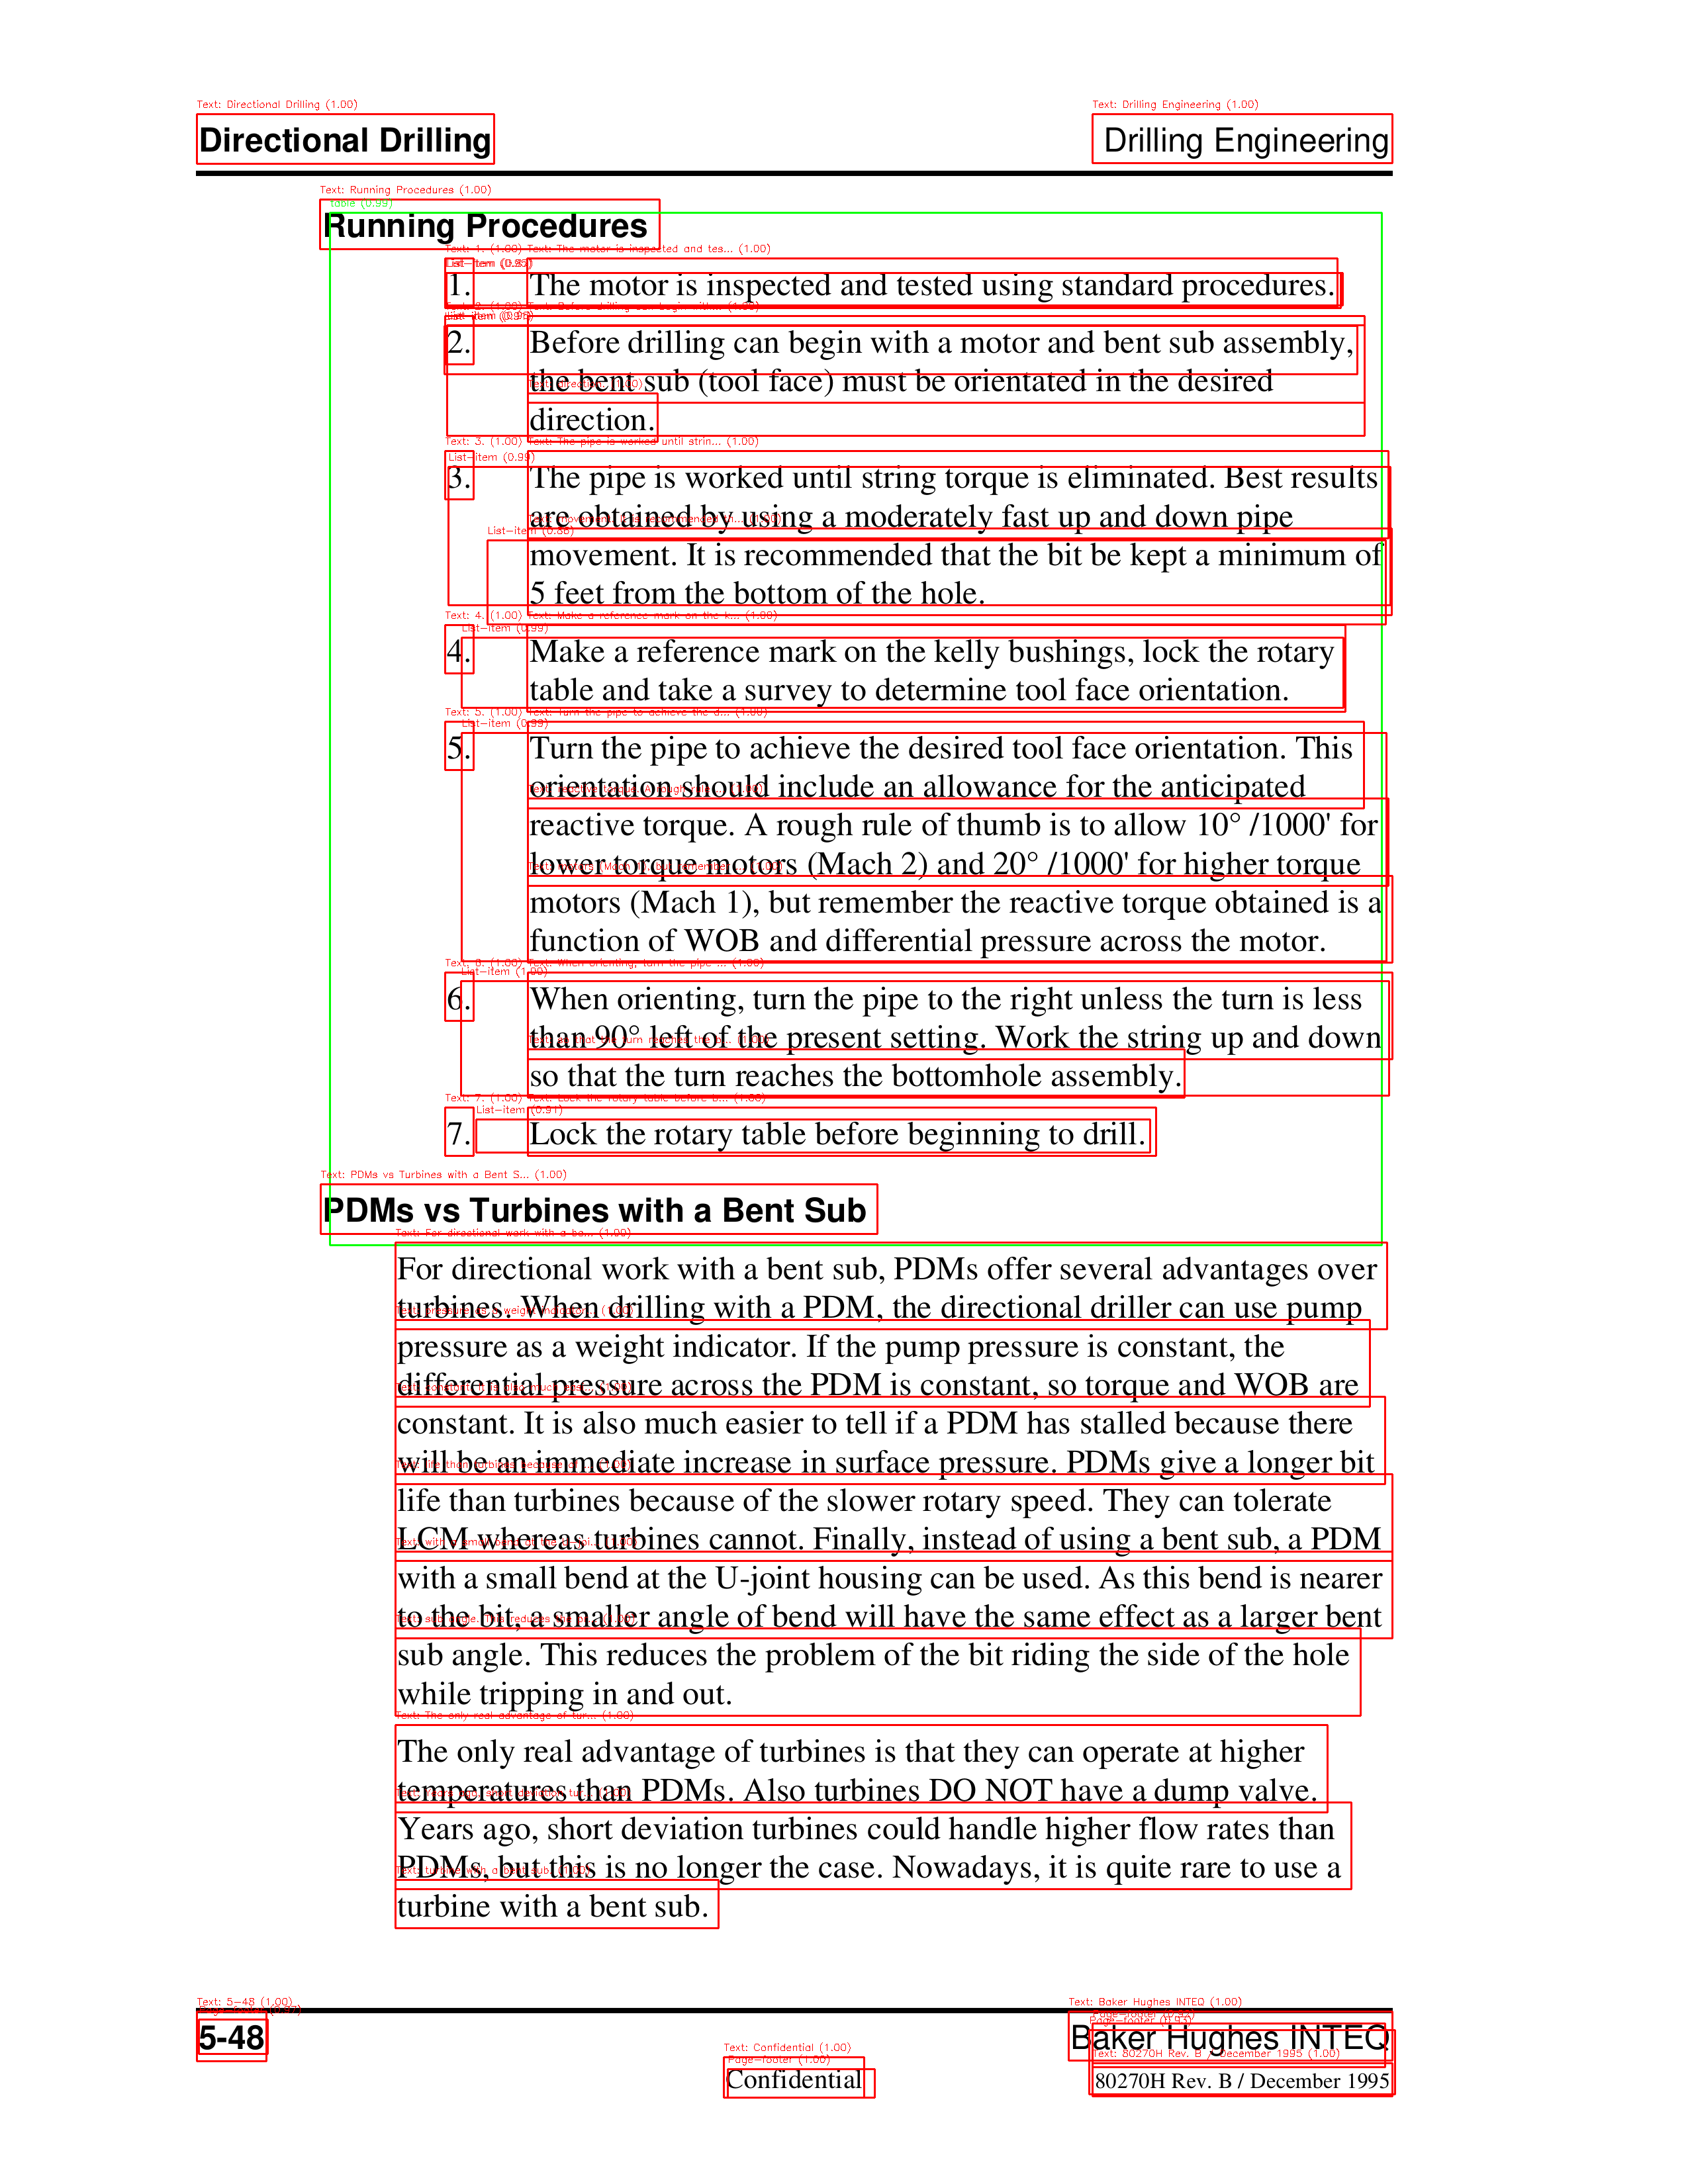 Directional Drilling
Drilling Engineering
Running Procedures
1. The motor is inspected and tested using standard procedures.
2. Before drilling can begin with a motor and bent sub assembly,
the bent sub (tool face) must be orientated in the desired
direction.
3. The pipe is worked until string torque is eliminated. Best results
are obtained by using a moderately fast up and down pipe
movement. It is recommended that the bit be kept a minimum of
5 feet from the bottom of the hole.
4. Make a reference mark on the kelly bushings, lock the rotary
table and take a survey to determine tool face orientation.
5. Turn the pipe to achieve the desired tool face orientation. This
orientation should include an allowance for the anticipated
reactive torque. A rough rule of thumb is to allow 10° /1000' for
lower torque motors (Mach 2) and 20° /1000' for higher torque
motors (Mach 1), but remember the reactive torque obtained is a
function of WOB and differential pressure across the motor.
6. When orienting, turn the pipe to the right unless the turn is less
than 90° left of the present setting. Work the string up and down
so that the turn reaches the bottomhole assembly.
7. Lock the rotary table before beginning to drill.
PDMs vs Turbines with a Bent Sub
For directional work with a bent sub, PDMs offer several advantages over
turbines. When drilling with a PDM, the directional driller can use pump
pressure as a weight indicator. If the pump pressure is constant, the
differential pressure across the PDM is constant, so torque and WOB are
constant. It is also much easier to tell if a PDM has stalled because there
will be an immediate increase in surface pressure. PDMs give a longer bit
life than turbines because of the slower rotary speed. They can tolerate
LCM whereas turbines cannot. Finally, instead of using a bent sub, a PDM
with a small bend at the U-joint housing can be used. As this bend is nearer
to the bit, a smaller angle of bend will have the same effect as a larger bent
sub angle. This reduces the problem of the bit riding the side of the hole
while tripping in and out.
The only real advantage of turbines is that they can operate at higher
temperatures than PDMs. Also turbines DO NOT have a dump valve.
Years ago, short deviation turbines could handle higher flow rates than
PDMs, but this is no longer the case. Nowadays, it is quite rare to use a
turbine with a bent sub.
5-48
Baker Hughes INTEQ
Confidential
80270H Rev. B / December 1995